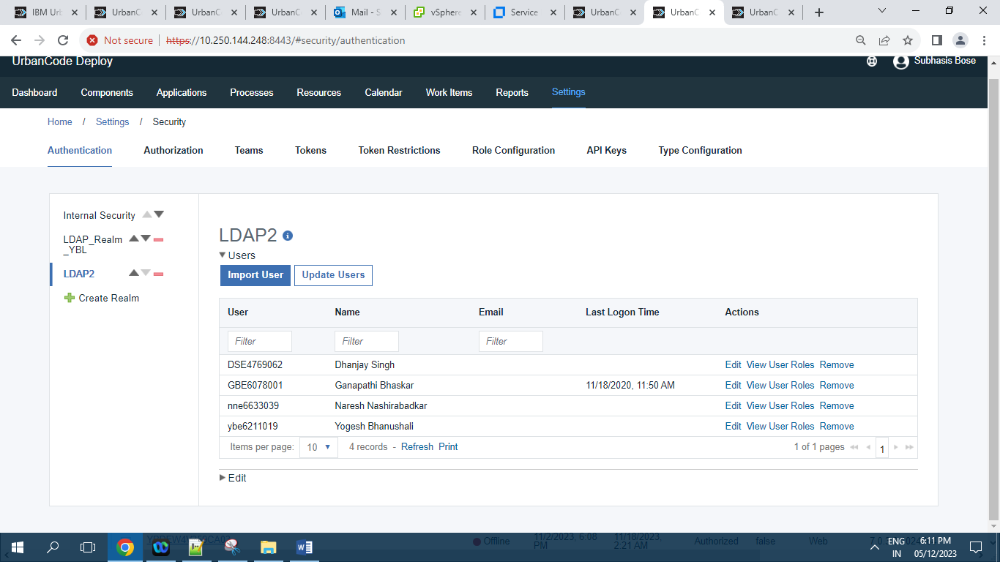 IBM Urb
UrbanC
UrbanC
UrbanC
Mail - S
vSphere
Service
UrbanC
UrbanC
UrbanC
Not secure
https://10.250.144.248:8443/#security/authentication
UrbanCode Deploy
Subhasis Bose
Dashboard Components Applications Processes Resources Calendar Work Items Reports Settings
Home / Settings / Security
Authentication Authorization Teams Tokens Token Restrictions Role Configuration API Keys Type Configuration
Internal Security
LDAP_Realm
_YBL
LDAP2
Create Realm
LDAP2
Users
Import User Update Users
User Name Email Last Logon Time Actions
Filter Filter Filter
DSE4769062 Dhanjay Singh Edit View User Roles Remove
GBE6078001 Ganapathi Bhaskar 11/18/2020, 11:50 AM Edit View User Roles Remove
nne6633039 Naresh Nashirabadkar Edit View User Roles Remove
ybe6211019 Yogesh Bhanushali Edit View User Roles Remove
Items per page: 10 4 records - Refresh Print 1 of 1 pages 1
Edit
Offline
11/2/2023, 6:08
PM
11/18/2023,
2:21 AM
Authorized
false
Web
ENG
IN
6:11 PM
05/12/2023